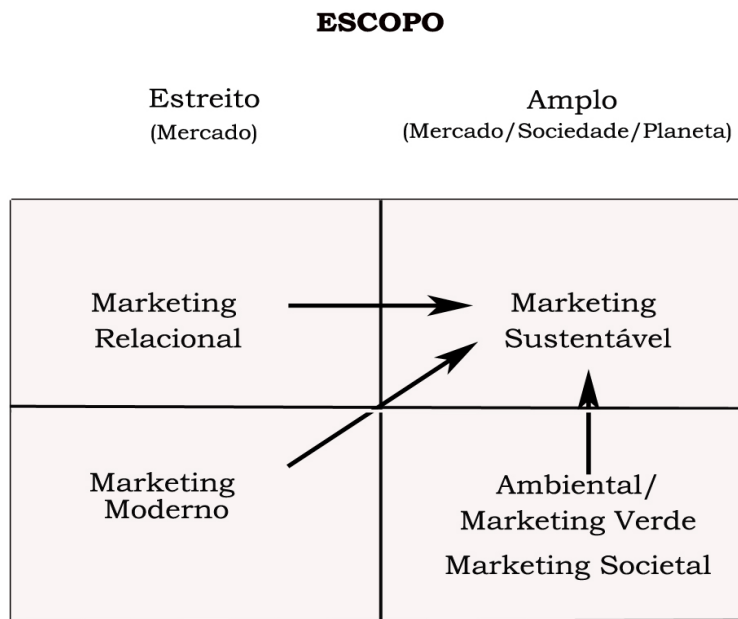 ESCOPO
Estreito
(Mercado)
Amplo
(Mercado/Sociedade/Planeta)
Marketing
Relacional
Marketing
Sustentável
Marketing
Moderno
Ambiental/
Marketing Verde
Marketing Societal